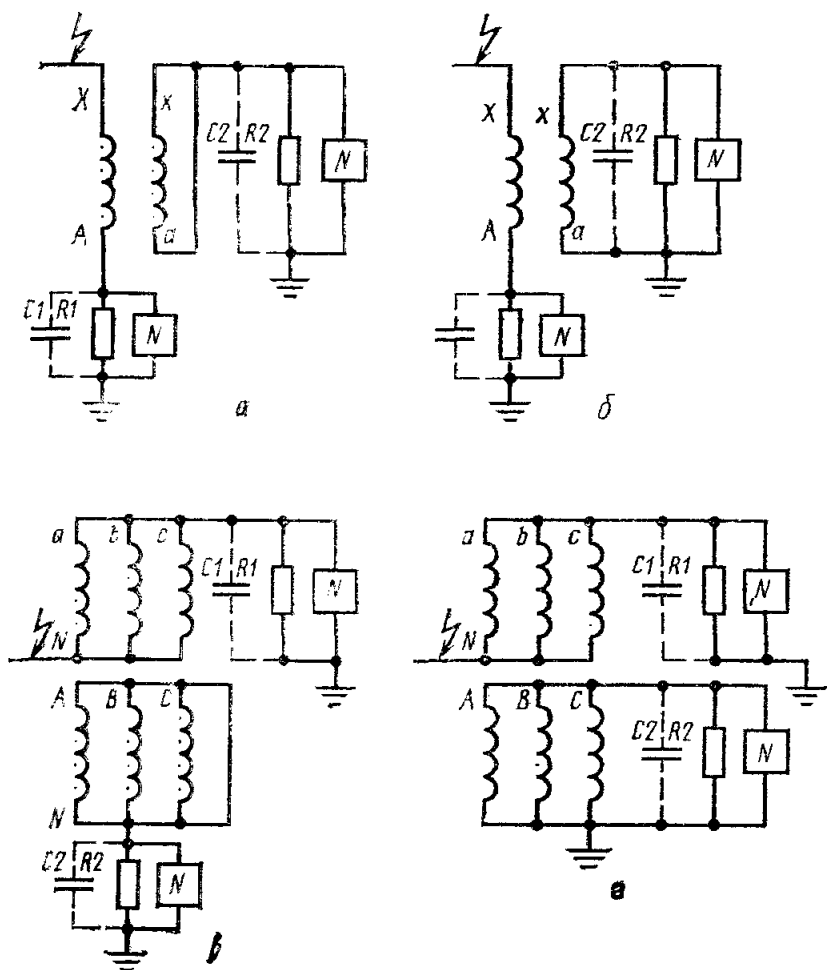 X x C2 R2 N
A a
C1 R1 N
а
X x C2 R2 N
A a
N
б
a b c C1 R1 N
N
A B C
N
C2 R2 N
в
a b c C1 R1 N
N
A B C C2 R2 N